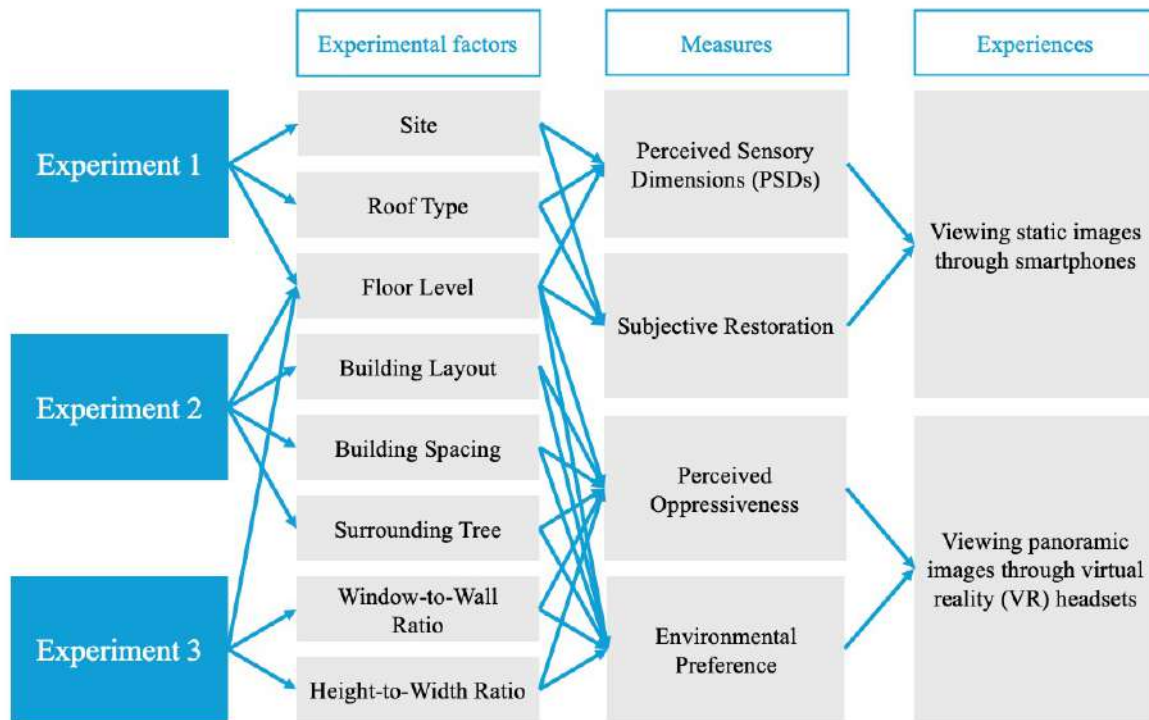 Experimental factors
Measures
Experiences
Experiment 1
Experiment 2
Experiment 3
Site
Roof Type
Floor Level
Building Layout
Building Spacing
Surrounding Tree
Window-to-Wall
Ratio
Height-to-Width Ratio
Perceived Sensory
Dimensions (PSDs)
Subjective Restoration
Perceived
Oppressiveness
Environmental
Preference
Viewing static images
through smartphones
Viewing panoramic
images through virtual
reality (VR) headsets